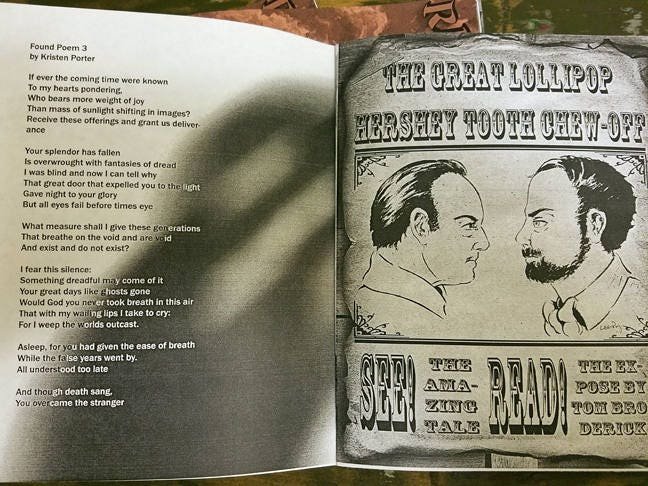 Found Poem 3
by Kristen Porter
If ever the coming time were known
To my hearts pondering,
Who bears more weight of joy
Than mass of sunlight shifting in images?
Receive these offerings and grant us deliver-
ance
Your splendor has fallen
Is overwrought with fantasies of dread
I was blind and now I can tell why
That great door that expelled you to the light
Gave night to your glory
But all eyes fail before times eye
What measure shall I give these generations
That breathe on the void and are void
And exist and do not exist?
I fear this silence:
Something dreadful may come of it
Your great days like ghosts gone
Would God you never took breath in this air
That with my wailing lips I take to cry:
For I weep the worlds outcast.
Asleep, for you had given the ease of breath
While the false years went by.
All understood too late
And though death sang,
You overcame the stranger
THE GREAT LOLLIPOP
HERSHEY TOOTH CHEW-OFF
SEE!
THE
AMA-
ZING
TALE
READ!
THE EX-
POSE BY
TOM BRO
DERICK